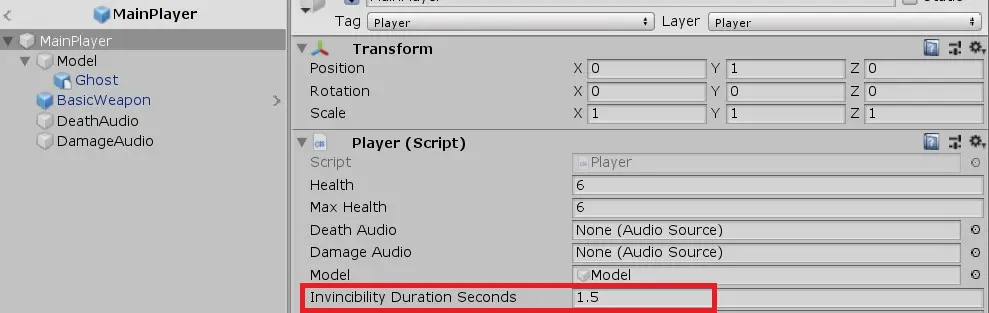 MainPlayer
MainPlayer
Model
Ghost
BasicWeapon
DeathAudio
DamageAudio
Tag Player Layer Player
Transform
Position X 0 Y 1 Z 0
Rotation X 0 Y 0 Z 0
Scale X 1 Y 1 Z 1
Player (Script)
Script Player
Health 6
Max Health 6
Death Audio None (Audio Source)
Damage Audio None (Audio Source)
Model Model
Invincibility Duration Seconds 1.5